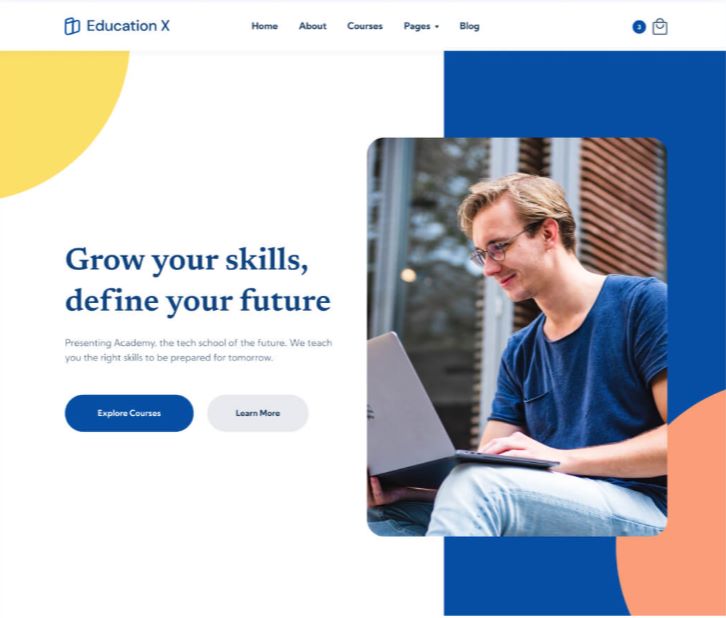 Education X
Home About Courses Pages Blog
3
Grow your skills,
define your future
Presenting Academy, the tech school of the future. We teach
you the right skills to be prepared for tomorrow.
Explore Courses Learn More